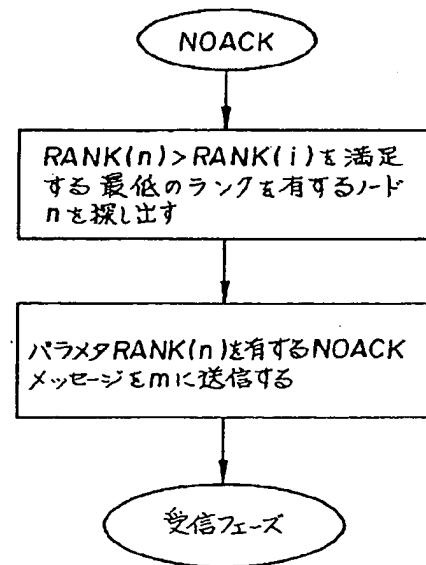 NOACK
RANK(n)>RANK(i)を満足
する最低のランクを有するノード
nを探し出す
パラメタRANK(n)を有するNOACK
メッセージをmに送信する
受信フェーズ